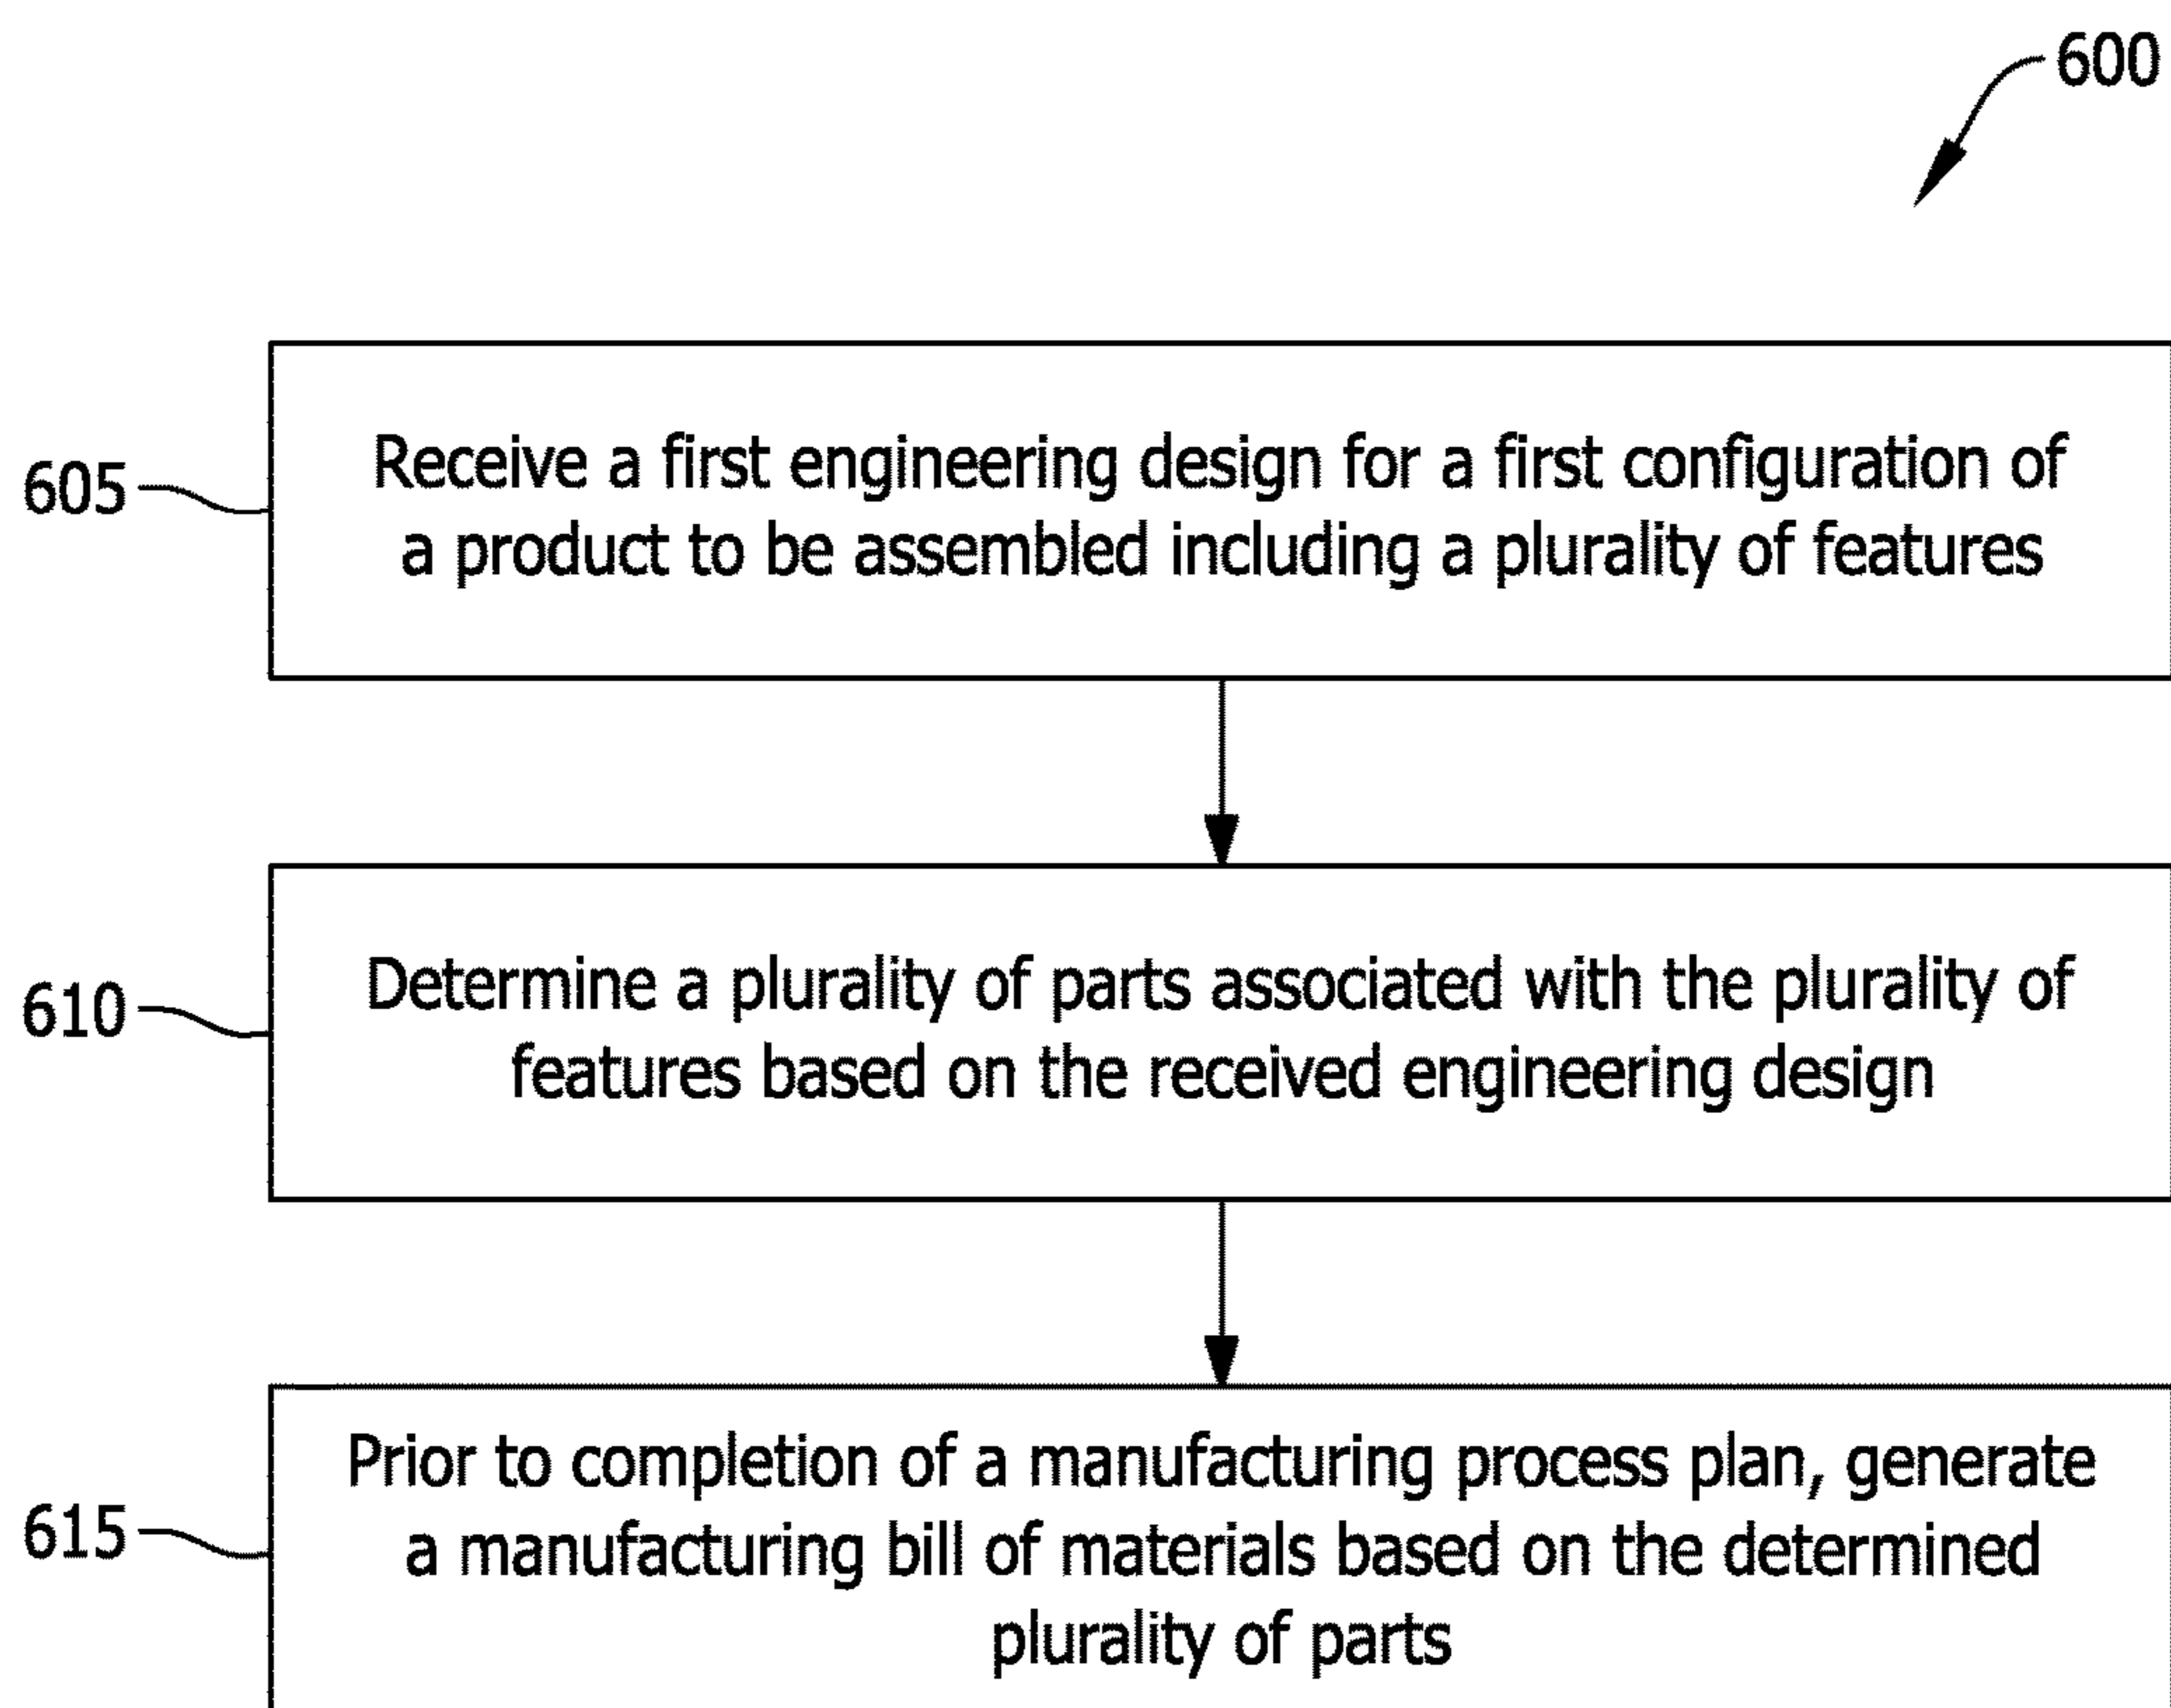 600
605
Receive a first engineering design for a first configuration of
a product to be assembled including a plurality of features
610
Determine a plurality of parts associated with the plurality of
features based on the received engineering design
615
Prior to completion of a manufacturing process plan, generate
a manufacturing bill of materials based on the determined
plurality of parts